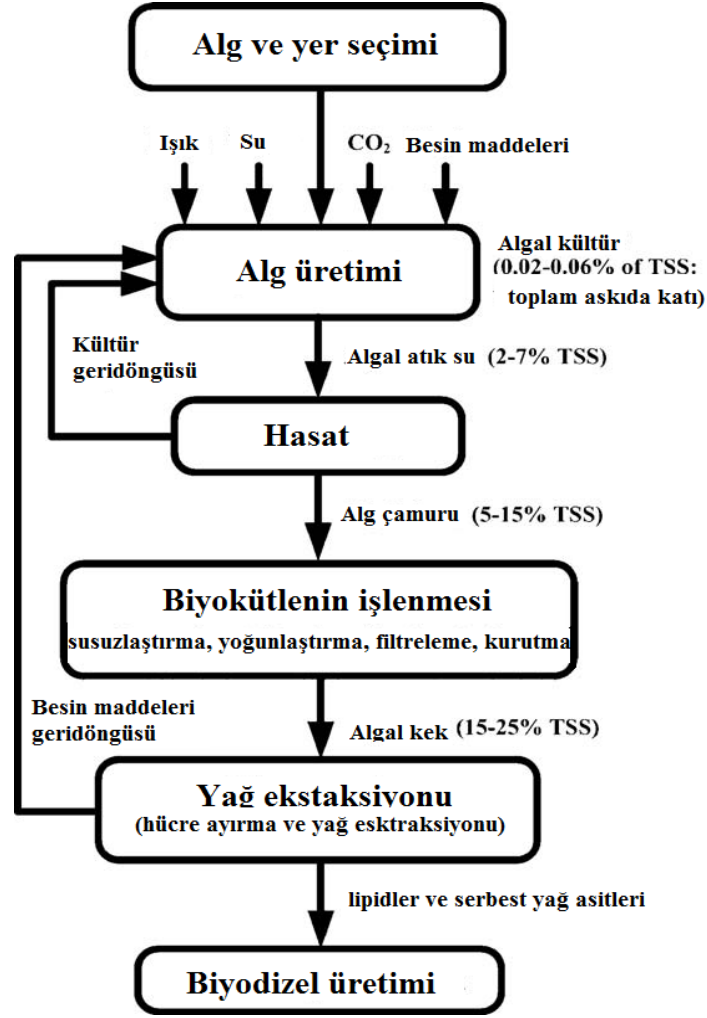 Alg ve yer seçimi
Işık
Su
CO₂
Besin maddeleri
Alg üretimi
Algal kültür
(0.02-0.06% of TSS:
toplam askıda katı)
Kültür
geridöngüsü
Algal atık su (2-7% TSS)
Hasat
Alg çamuru (5-15% TSS)
Biyokütlenin işlenmesi
susuzlaştırma, yoğunlaştırma, filtreleme, kurutma
Besin maddeleri
geridöngüsü
Algal kek (15-25% TSS)
Yağ ekstaksivonu
(hücre ayırma ve yağ esktraksiyonu)
lipidler ve serbest yağ asitleri
Biyodizel üretimi